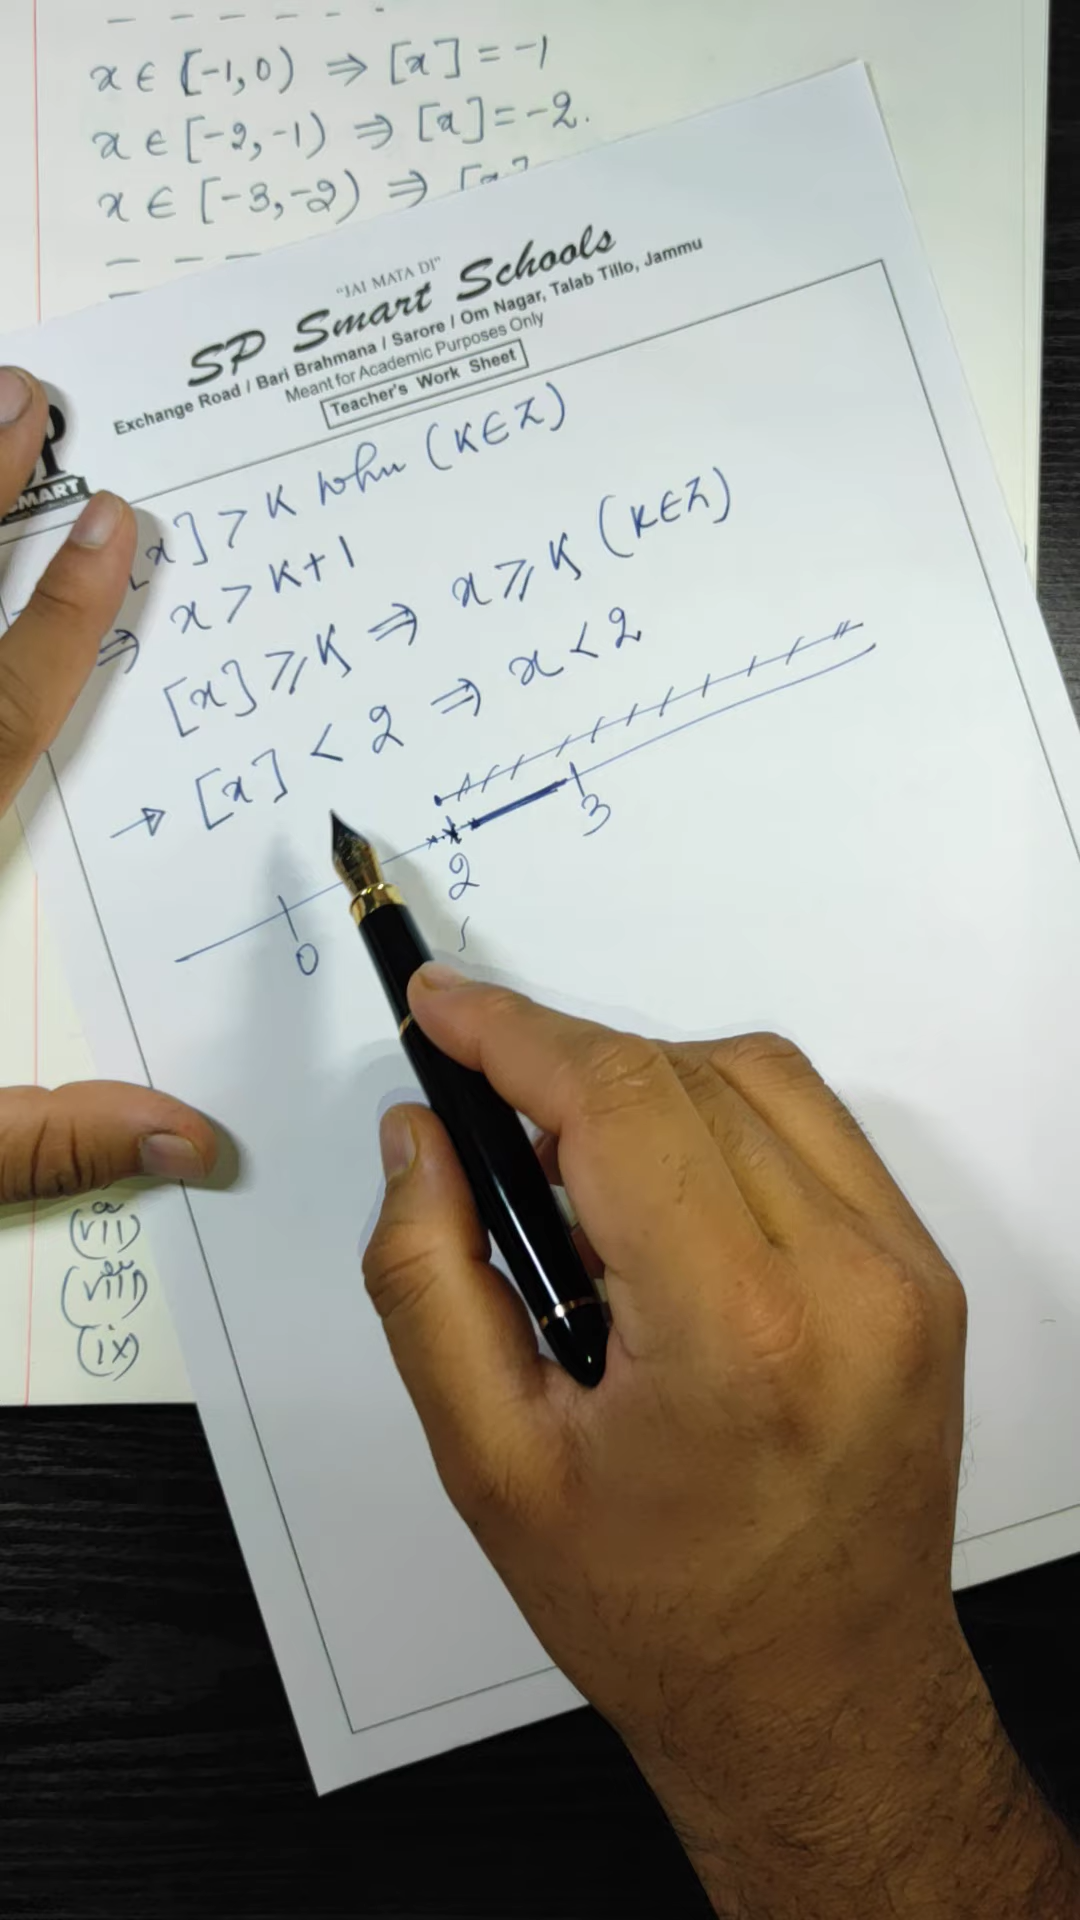 x ∈ [-1,0) ⇒ [x] = -1
x ∈ [-2,-1) ⇒ [x] = -2.
x ∈ [-3,-2) ⇒ [x]
"JAI MATA DI"
SP Smart Schools
Exchange Road / Bari Brahmana / Sarore / Om Nagar, Talab Tillo, Jammu
Meant for Academic Purposes Only
Teacher's Work Sheet
SMART
[x] > K when (K∈Z)
⇒ x > K+1
[x] ⩾ K ⇒ x ⩾ K (K∈Z)
→ [x] < 2 ⇒ x < 2
0 2 3
(vii)
(viii)
(ix)